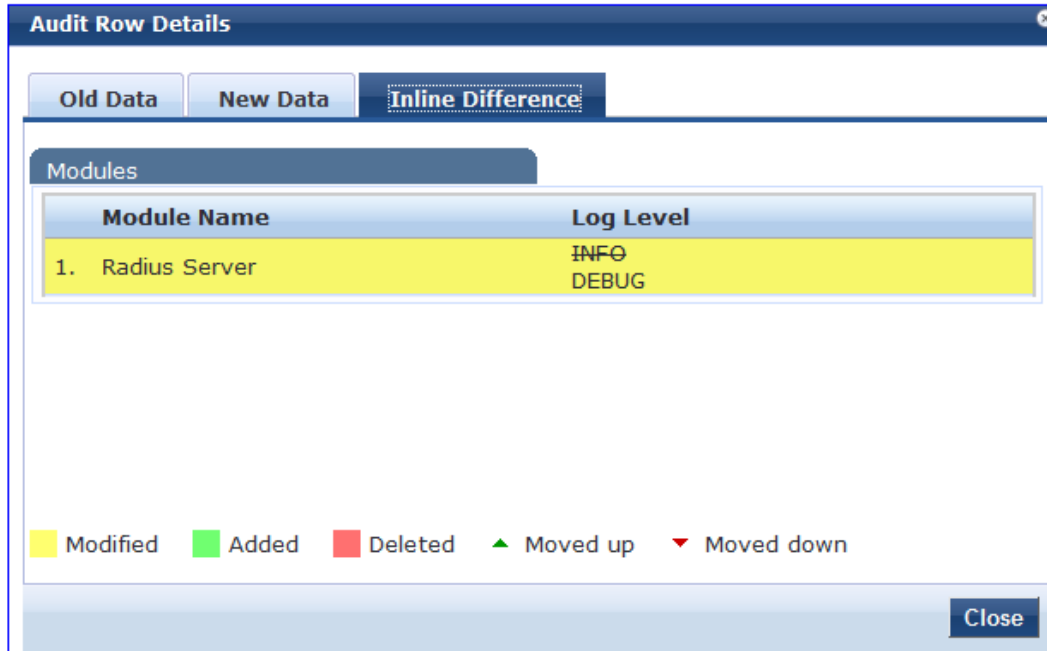 Audit Row Details
Old Data New Data Inline Difference
Modules
Module Name Log Level
1. Radius Server INFO
DEBUG
Modified Added Deleted Moved up Moved down
Close